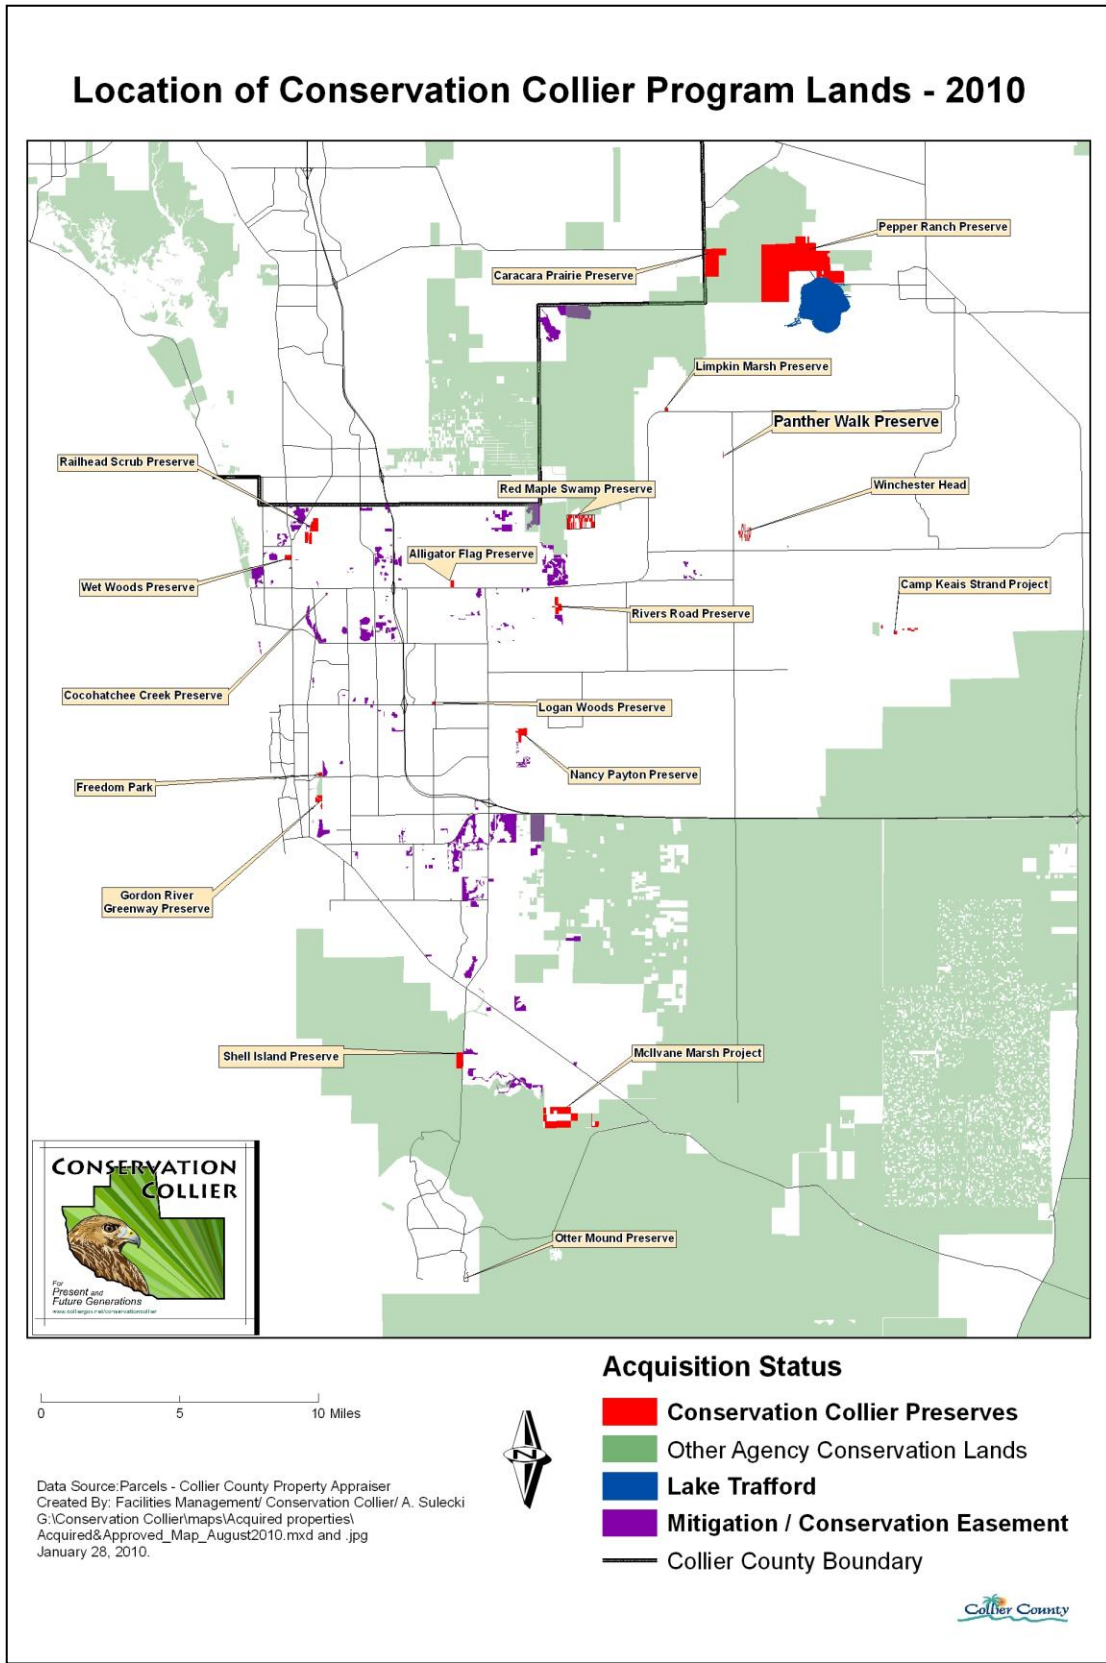 Location of Conservation Collier Program Lands - 2010
Pepper Ranch Preserve
Caracara Prairie Preserve
Limpkin Marsh Preserve
Panther Walk Preserve
Railhead Scrub Preserve
Red Maple Swamp Preserve
Winchester Head
Alligator Flag Preserve
Wet Woods Preserve
Camp Keais Strand Project
Rivers Road Preserve
Cocohatchee Creek Preserve
Logan Woods Preserve
Nancy Payton Preserve
Freedom Park
Gordon River
Greenway Preserve
Shell Island Preserve
McIlvane Marsh Project
Otter Mound Preserve
CONSERVATION
COLLIER
For
Present and
Future Generations
www.colliergov.net/conservationcollier
0 5 10 Miles
N
Data Source:Parcels - Collier County Property Appraiser
Created By: Facilities Management/ Conservation Collier/ A. Sulecki
G:\Conservation Collier\maps\Acquired properties\
Acquired&Approved_Map_August2010.mxd and .jpg
January 28, 2010.
Acquisition Status
Conservation Collier Preserves
Other Agency Conservation Lands
Lake Trafford
Mitigation / Conservation Easement
Collier County Boundary
Collier County